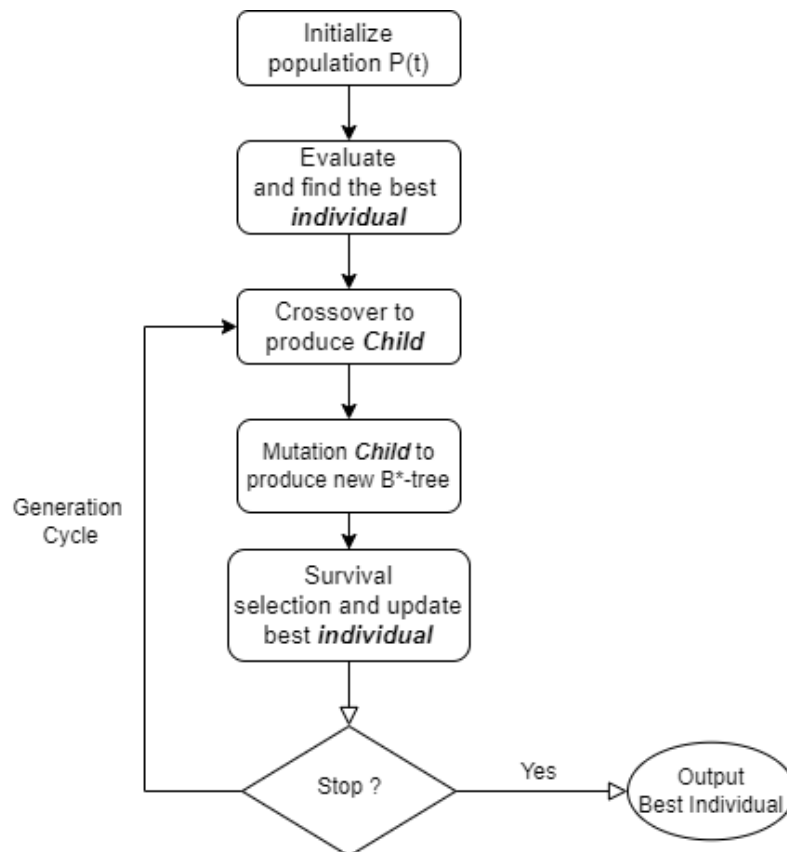 Initialize
population P(t)
Evaluate
and find the best
individual
Crossover to
produce Child
Mutation Child to
produce new B*-tree
Generation
Cycle
Survival
selection and update
best individual
Stop ?
Yes
Output
Best Individual